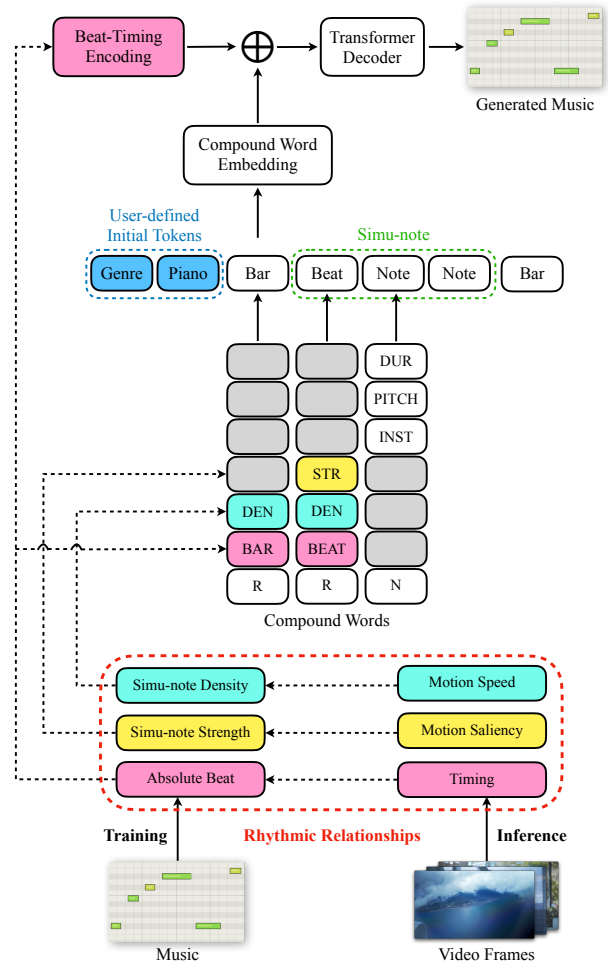 Beat-Timing
Encoding
Transformer
Decoder
Generated Music
Compound Word
Embedding
User-defined
Initial Tokens
Simu-note
Genre
Piano
Bar
Beat
Note
Note
Bar
DUR
PITCH
INST
STR
DEN
DEN
BAR
BEAT
R
R
N
Compound Words
Simu-note Density
Motion Speed
Simu-note Strength
Motion Saliency
Absolute Beat
Timing
Training
Rhythmic Relationships
Inference
Music
Video Frames